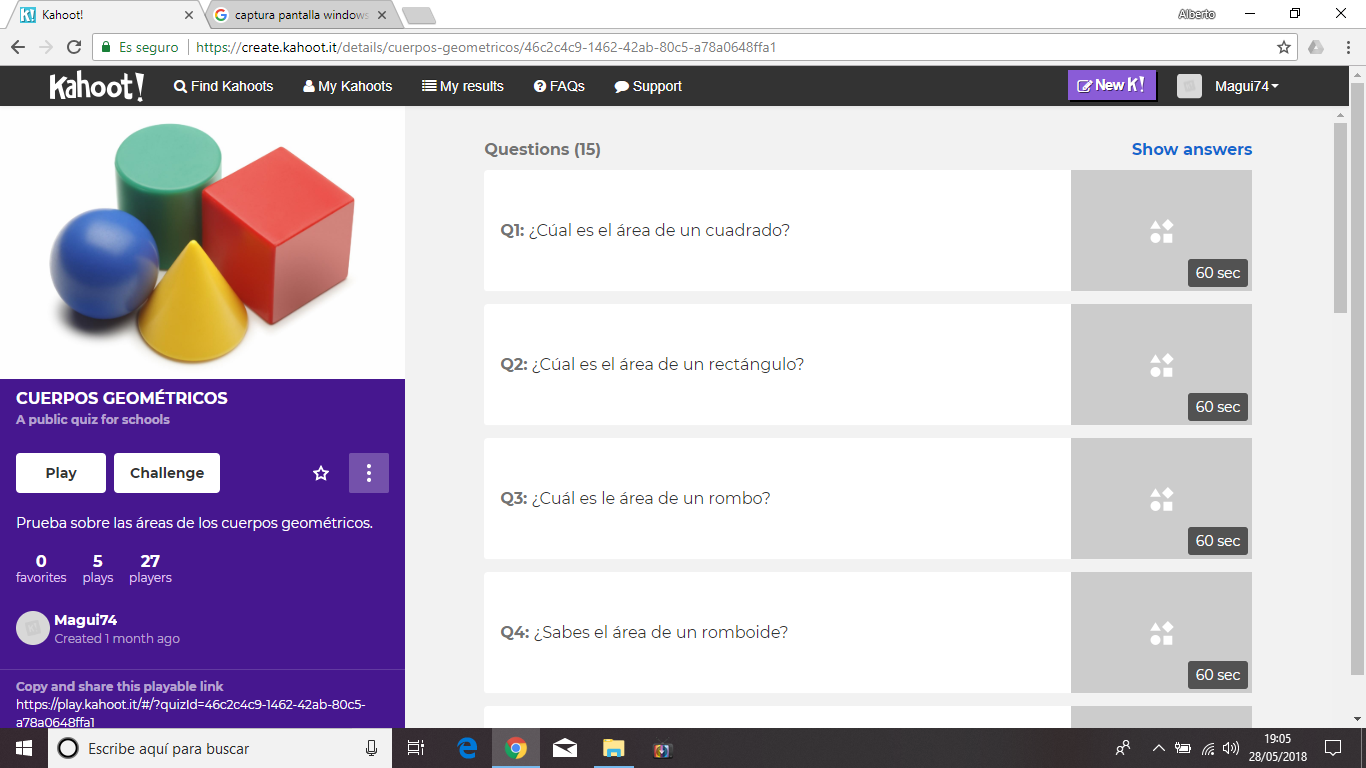 Kahoot!
captura pantalla windows
Alberto
Es seguro
https://create.kahoot.it/details/cuerpos-geometricos/46c2c4c9-1462-42ab-80c5-a78a0648ffa1
Kahoot!
Find Kahoots
My Kahoots
My results
FAQs
Support
New K!
Magui74
CUERPOS GEOMÉTRICOS
A public quiz for schools
Play
Challenge
Prueba sobre las áreas de los cuerpos geométricos.
0 5 27
favorites plays players
Magui74
Created 1 month ago
Copy and share this playable link
https://play.kahoot.it/#/?quizId=46c2c4c9-1462-42ab-80c5-
a78a0648ffa1
Questions (15)
Show answers
Q1: ¿Cúal es el área de un cuadrado?
60 sec
Q2: ¿Cúal es el área de un rectángulo?
60 sec
Q3: ¿Cuál es le área de un rombo?
60 sec
Q4: ¿Sabes el área de un romboide?
60 sec
Escribe aquí para buscar
19:05
28/05/2018